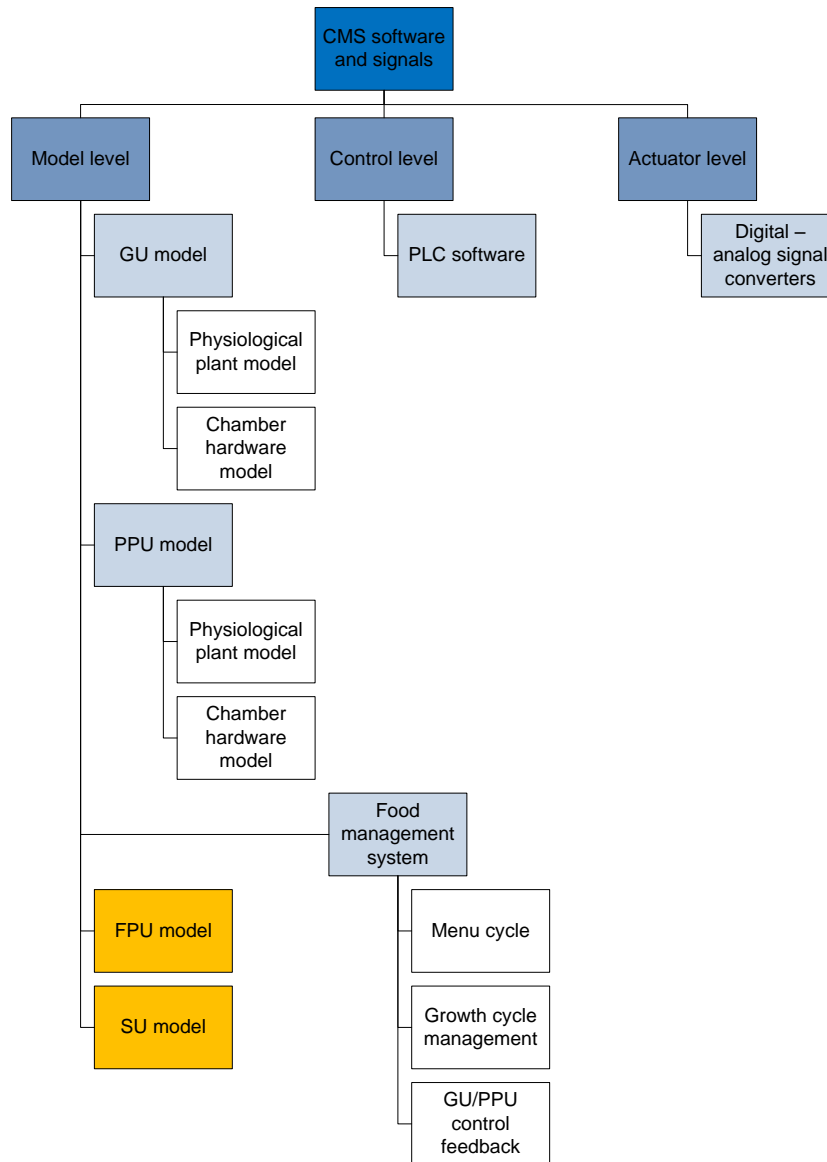 CMS software
and signals
Model level
Control level
Actuator level
GU model
PLC software
Digital –
analog signal
converters
Physiological
plant model
Chamber
hardware
model
PPU model
Physiological
plant model
Chamber
hardware
model
Food
management
system
FPU model
Menu cycle
SU model
Growth cycle
management
GU/PPU
control
feedback